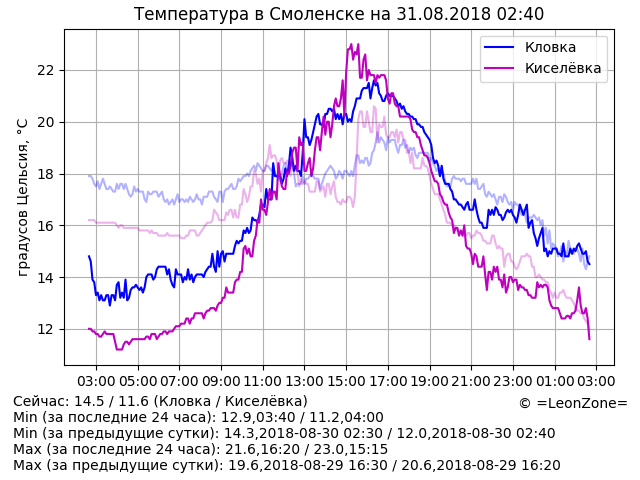 Температура в Смоленске на 31.08.2018 02:40
градусов Цельсия, °C
22
20
18
16
14
12
Кловка
Киселёвка
03:00 05:00 07:00 09:00 11:00 13:00 15:00 17:00 19:00 21:00 23:00 01:00 03:00
Сейчас: 14.5 / 11.6 (Кловка / Киселёвка)
© =LeonZone=
Min (за последние 24 часа): 12.9,03:40 / 11.2,04:00
Min (за предыдущие сутки): 14.3,2018-08-30 02:30 / 12.0,2018-08-30 02:40
Max (за последние 24 часа): 21.6,16:20 / 23.0,15:15
Max (за предыдущие сутки): 19.6,2018-08-29 16:30 / 20.6,2018-08-29 16:20